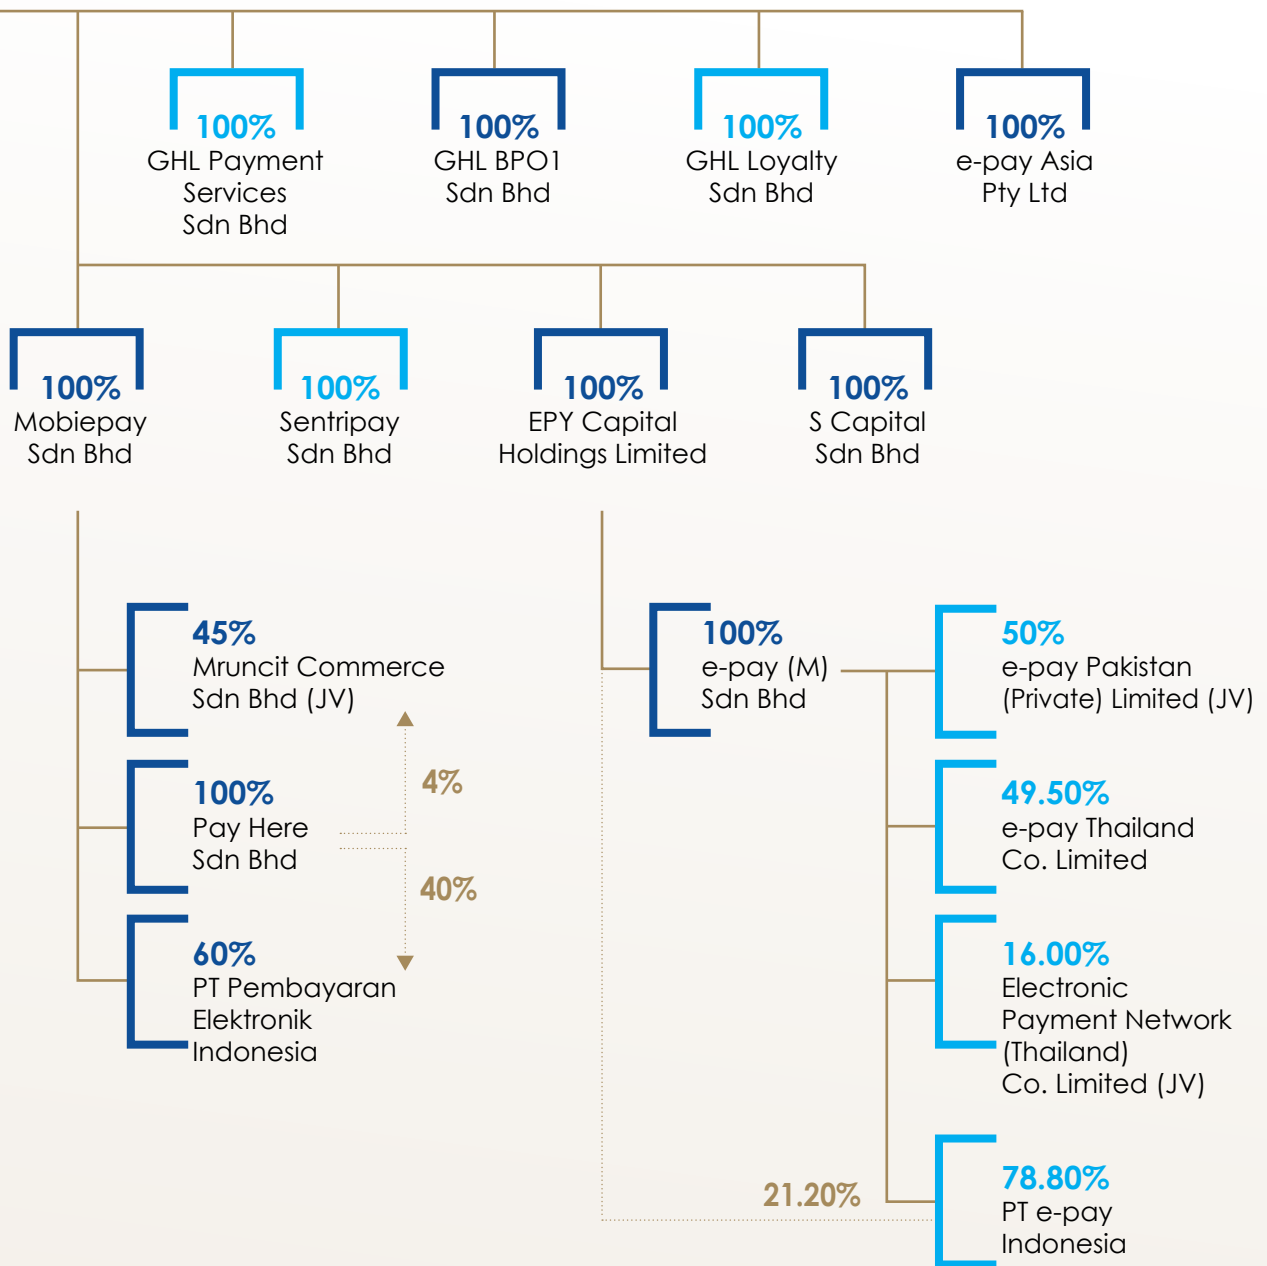 100%
GHL Payment
Services
Sdn Bhd
100%
GHL BPO1
Sdn Bhd
100%
GHL Loyalty
Sdn Bhd
100%
e-pay Asia
Pty Ltd
100%
Mobiepay
Sdn Bhd
100%
Sentripay
Sdn Bhd
100%
EPY Capital
Holdings Limited
100%
S Capital
Sdn Bhd
45%
Mruncit Commerce
Sdn Bhd (JV)
4%
100%
Pay Here
Sdn Bhd
40%
60%
PT Pembayaran
Elektronik
Indonesia
100%
e-pay (M)
Sdn Bhd
50%
e-pay Pakistan
(Private) Limited (JV)
49.50%
e-pay Thailand
Co. Limited
16.00%
Electronic
Payment Network
(Thailand)
Co. Limited (JV)
21.20%
78.80%
PT e-pay
Indonesia